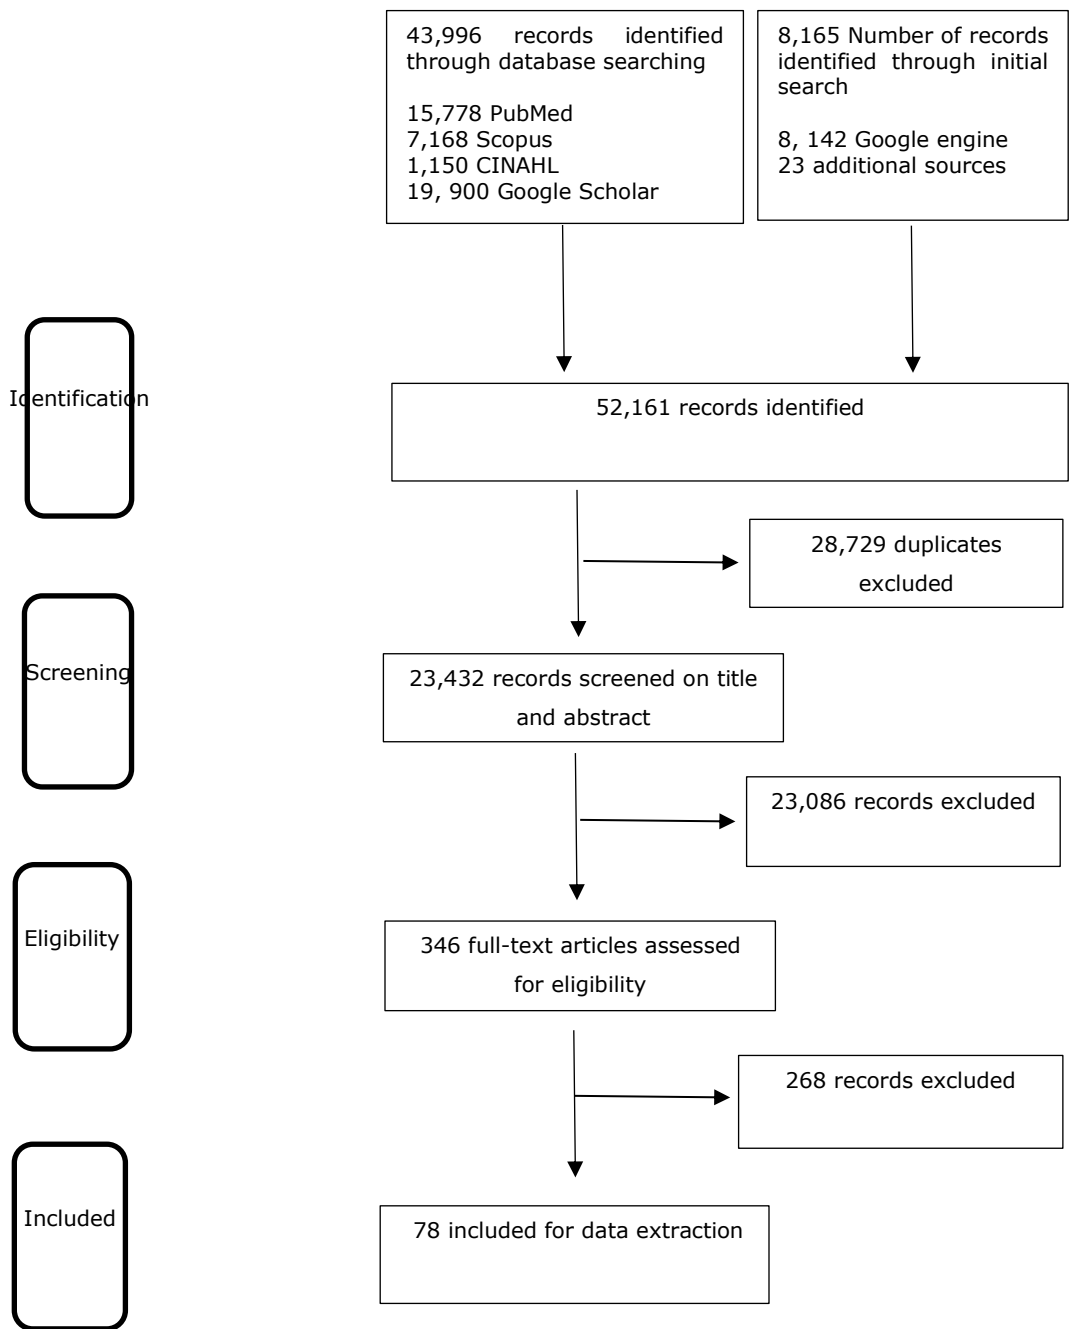 43,996 records identified
through database searching
15,778 PubMed
7,168 Scopus
1,150 CINAHL
19, 900 Google Scholar
8,165 Number of records
identified through initial
search
8, 142 Google engine
23 additional sources
Identification
52,161 records identified
28,729 duplicates
excluded
Screening
23,432 records screened on title
and abstract
23,086 records excluded
Eligibility
346 full-text articles assessed
for eligibility
268 records excluded
Included
78 included for data extraction